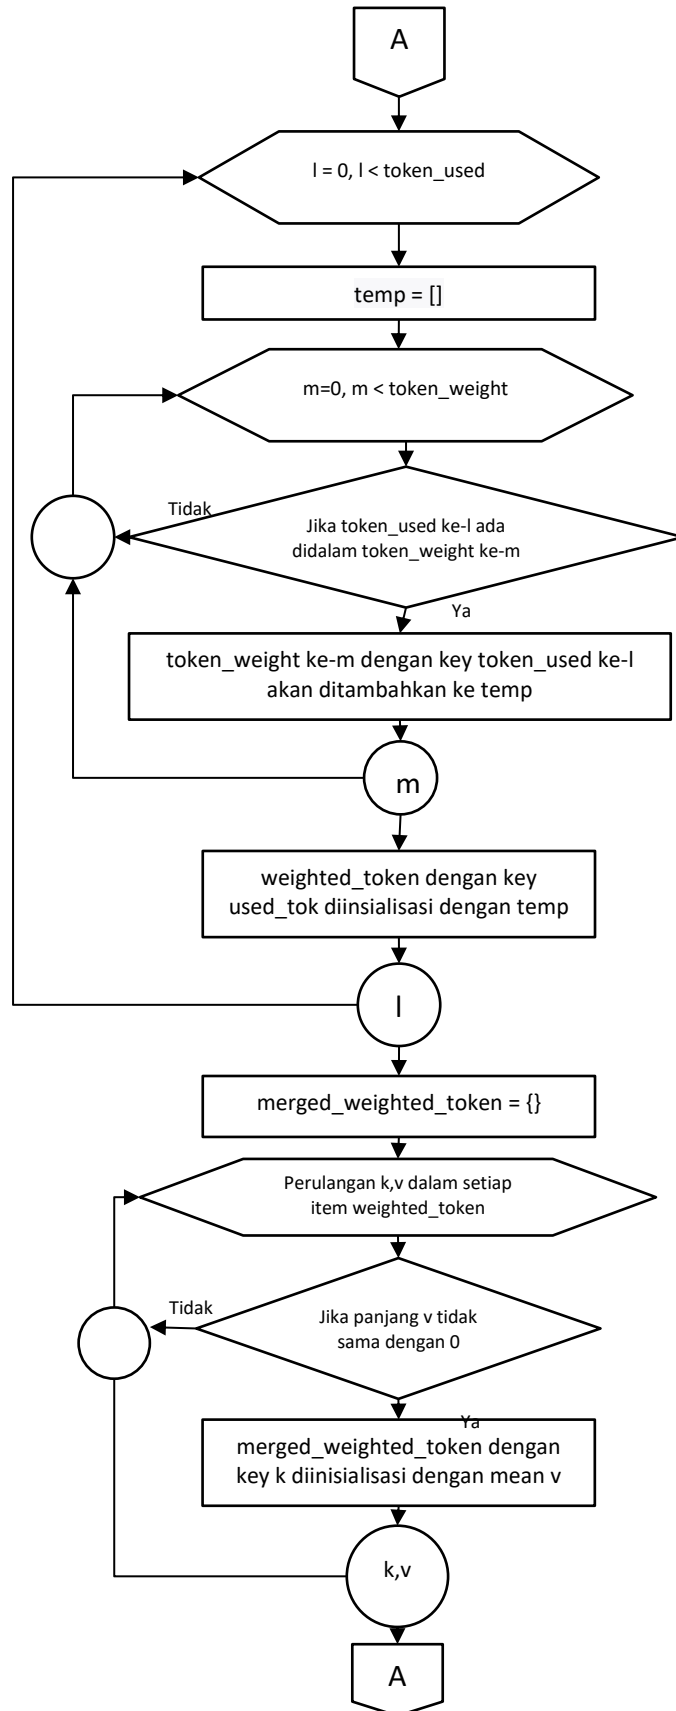 A
l = 0, l < token_used
temp = []
m=0, m < token_weight
Tidak
Jika token_used ke-l ada
didalam token_weight ke-m
Ya
token_weight ke-m dengan key token_used ke-l
akan ditambahkan ke temp
m
weighted_token dengan key
used_tok diinsialisasi dengan temp
l
merged_weighted_token = {}
Perulangan k,v dalam setiap
item weighted_token
Tidak
Jika panjang v tidak
sama dengan 0
Ya
merged_weighted_token dengan
key k diinisialisasi dengan mean v
k,v
A